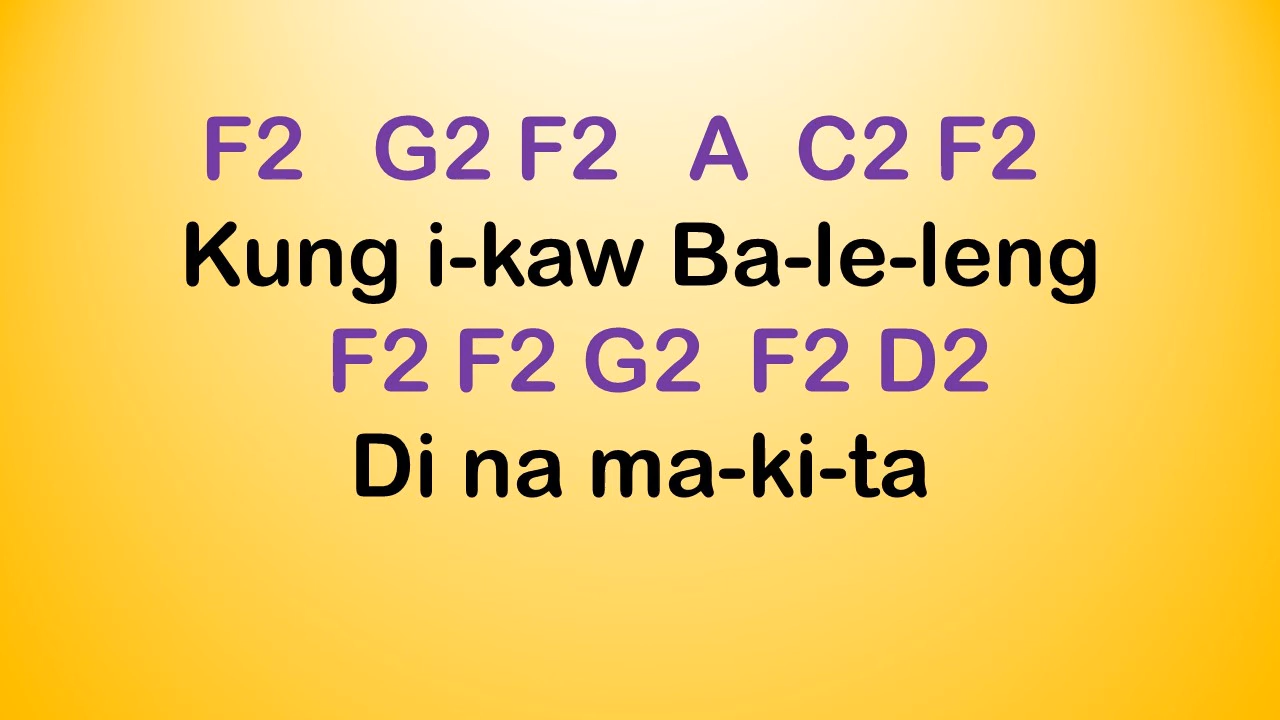 F2 G2 F2 A C2 F2
Kung i-kaw Ba-le-leng
F2 F2 G2 F2 D2
Di na ma-ki-ta